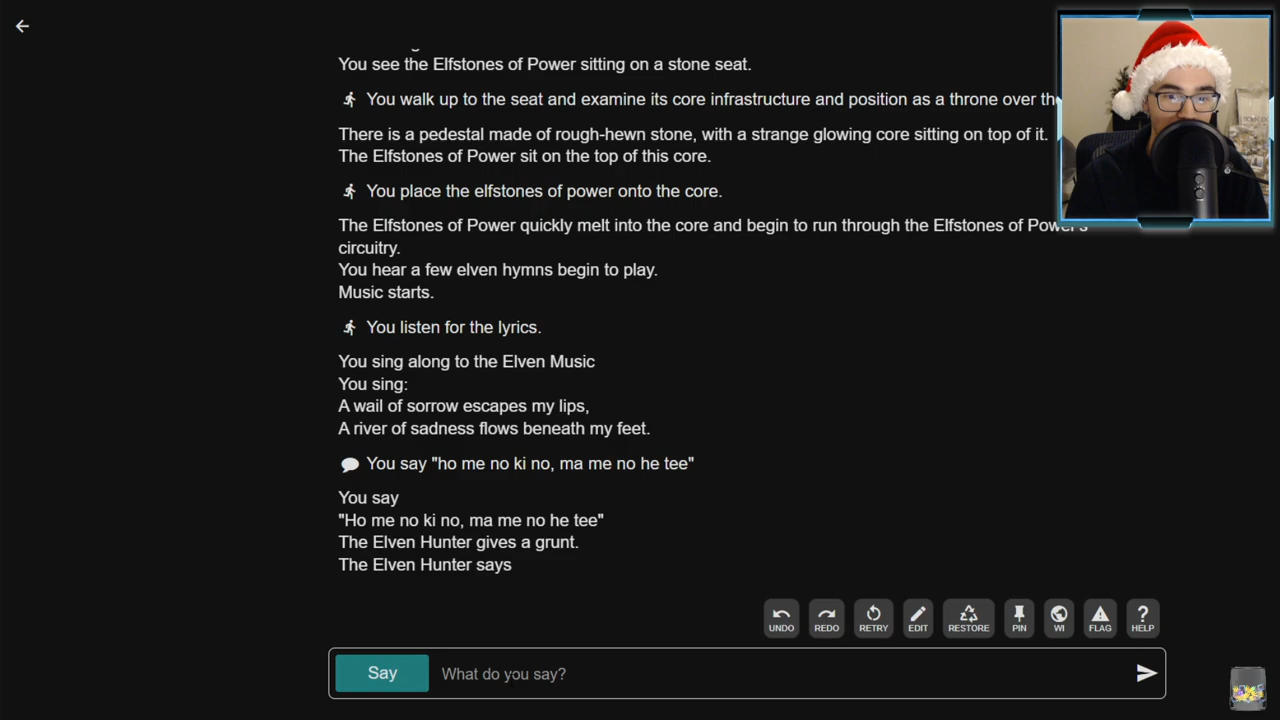 You see the Elfstones of Power sitting on a stone seat.
You walk up to the seat and examine its core infrastructure and position as a throne over the
There is a pedestal made of rough-hewn stone, with a strange glowing core sitting on top of it.
The Elfstones of Power sit on the top of this core.
You place the elfstones of power onto the core.
The Elfstones of Power quickly melt into the core and begin to run through the Elfstones of Power's
circuitry.
You hear a few elven hymns begin to play.
Music starts.
You listen for the lyrics.
You sing along to the Elven Music
You sing:
A wail of sorrow escapes my lips,
A river of sadness flows beneath my feet.
You say "ho me no ki no, ma me no he tee"
You say
"Ho me no ki no, ma me no he tee"
The Elven Hunter gives a grunt.
The Elven Hunter says
UNDO REDO RETRY EDIT RESTORE PIN WI FLAG HELP
Say What do you say?